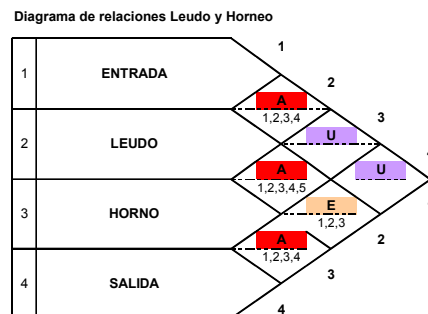 Diagrama de relaciones Leudo y Horneo
1
1 ENTRADA
2
A
1,2,3,4
3
U
2 LEUDO
A
1,2,3,4,5
U
3 HORNO
E
1,2,3
2
A
1,2,3,4
3
4 SALIDA
4